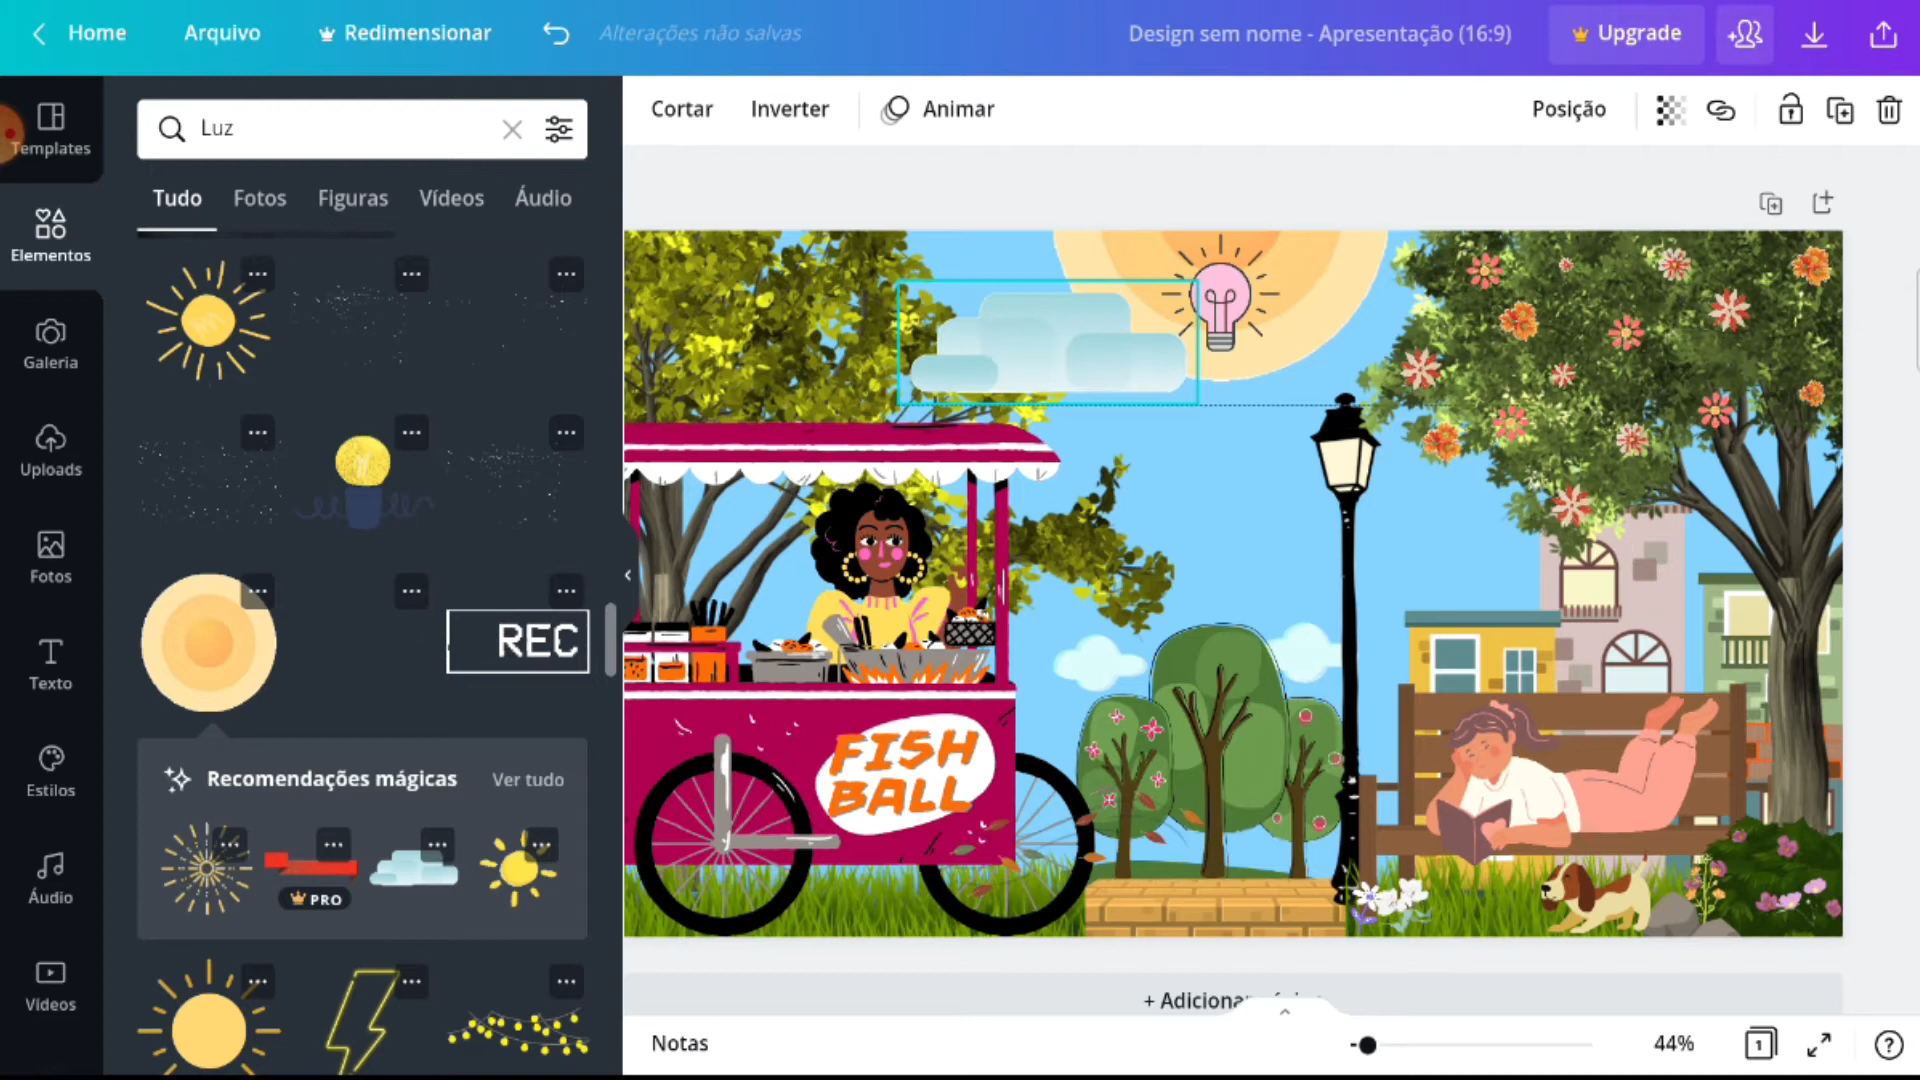 Home
Arquivo
Redimensionar
Alterações não salvas
Design sem nome - Apresentação (16:9)
Upgrade
Templates
Elementos
Galeria
Uploads
Fotos
Texto
Estilos
Áudio
Vídeos
Luz
Tudo
Fotos
Figuras
Vídeos
Áudio
REC
Recomendações mágicas
Ver tudo
PRO
Cortar
Inverter
Animar
Posição
FISH
BALL
+ Adicionar
Notas
44%
1